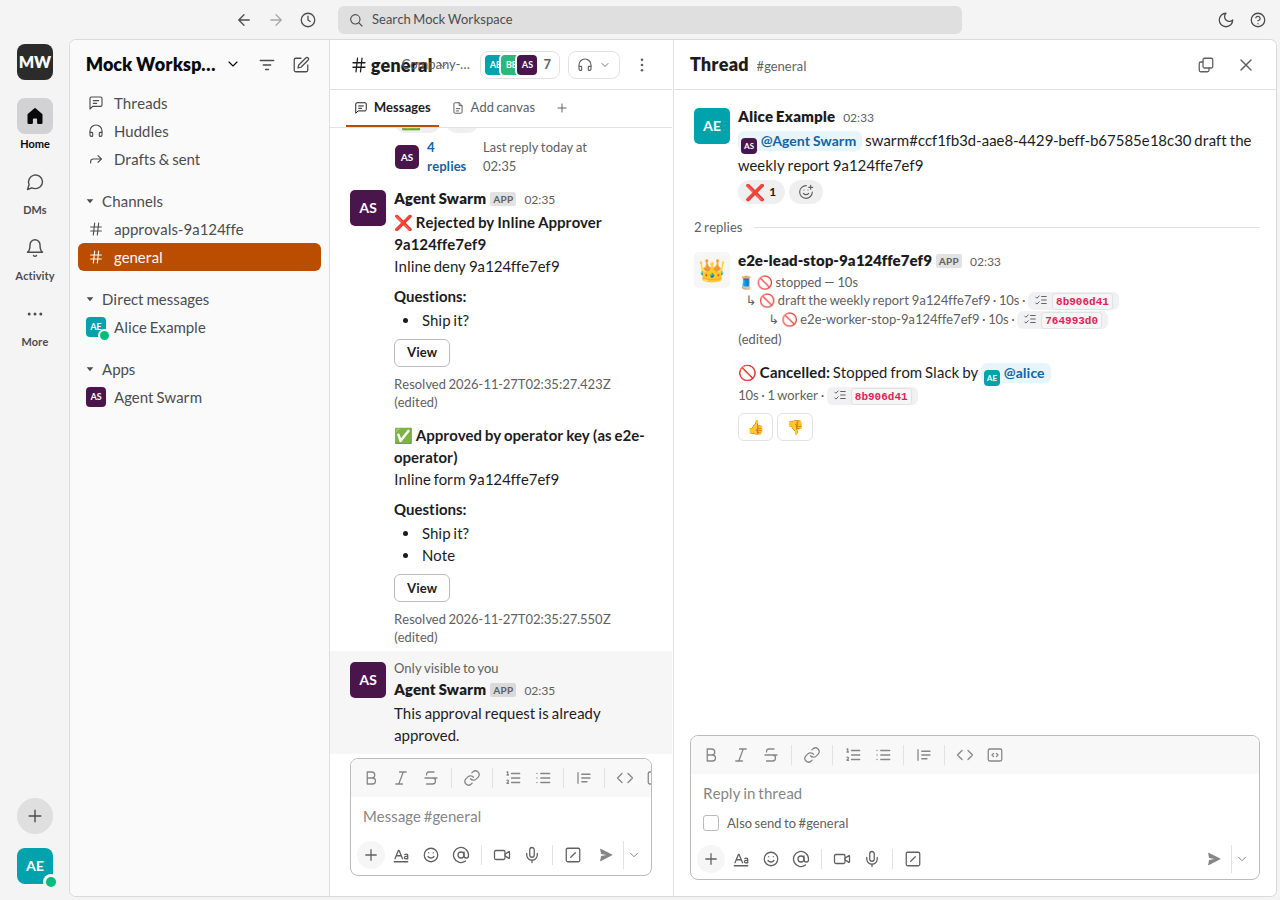 Search Mock Workspace
MW
Home
DMs
Activity
More
AE
Mock Worksp...
Threads
Huddles
Drafts & sent
Channels
approvals-9a124ffe
general
Direct messages
AE Alice Example
Apps
AS Agent Swarm
# general
Company-...
AE BE AS 7
Messages
Add canvas
AS 4 replies Last reply today at 02:35
AS
Agent Swarm APP 02:35
❌ Rejected by Inline Approver
9a124ffe7ef9
Inline deny 9a124ffe7ef9
Questions:
• Ship it?
View
Resolved 2026-11-27T02:35:27.423Z
(edited)
✅ Approved by operator key (as e2e-
operator)
Inline form 9a124ffe7ef9
Questions:
• Ship it?
• Note
View
Resolved 2026-11-27T02:35:27.550Z
(edited)
Only visible to you
AS
Agent Swarm APP 02:35
This approval request is already
approved.
Message #general
Thread #general
AE
Alice Example 02:33
AS @Agent Swarm swarm#ccf1fb3d-aae8-4429-beff-b67585e18c30 draft the
weekly report 9a124ffe7ef9
❌ 1
2 replies
e2e-lead-stop-9a124ffe7ef9 APP 02:33
🧵 🚫 stopped — 10s
↳ 🚫 draft the weekly report 9a124ffe7ef9 · 10s · 8b906d41
↳ 🚫 e2e-worker-stop-9a124ffe7ef9 · 10s · 764993d0
(edited)
🚫 Cancelled: Stopped from Slack by AE @alice
10s · 1 worker · 8b906d41
Reply in thread
Also send to #general